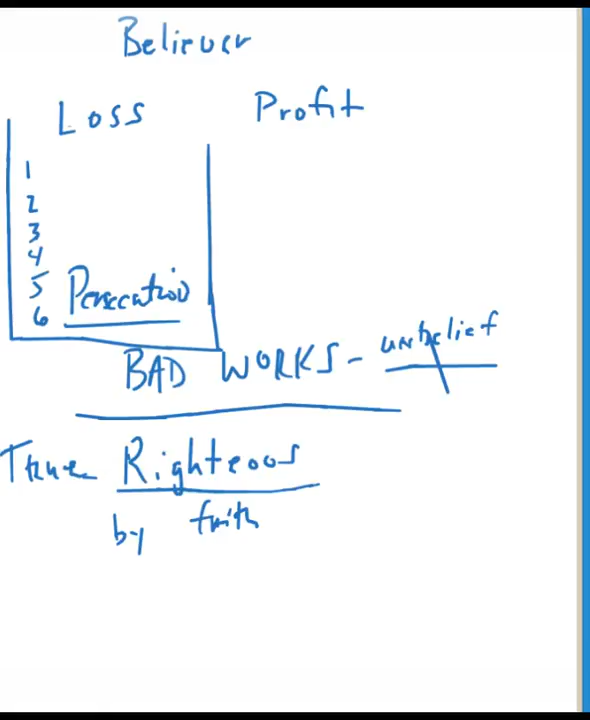 Believer
Loss Profit
1
2
3
4
5 Persecution
6
BAD WORKS - unbelief
True Righteous
by faith